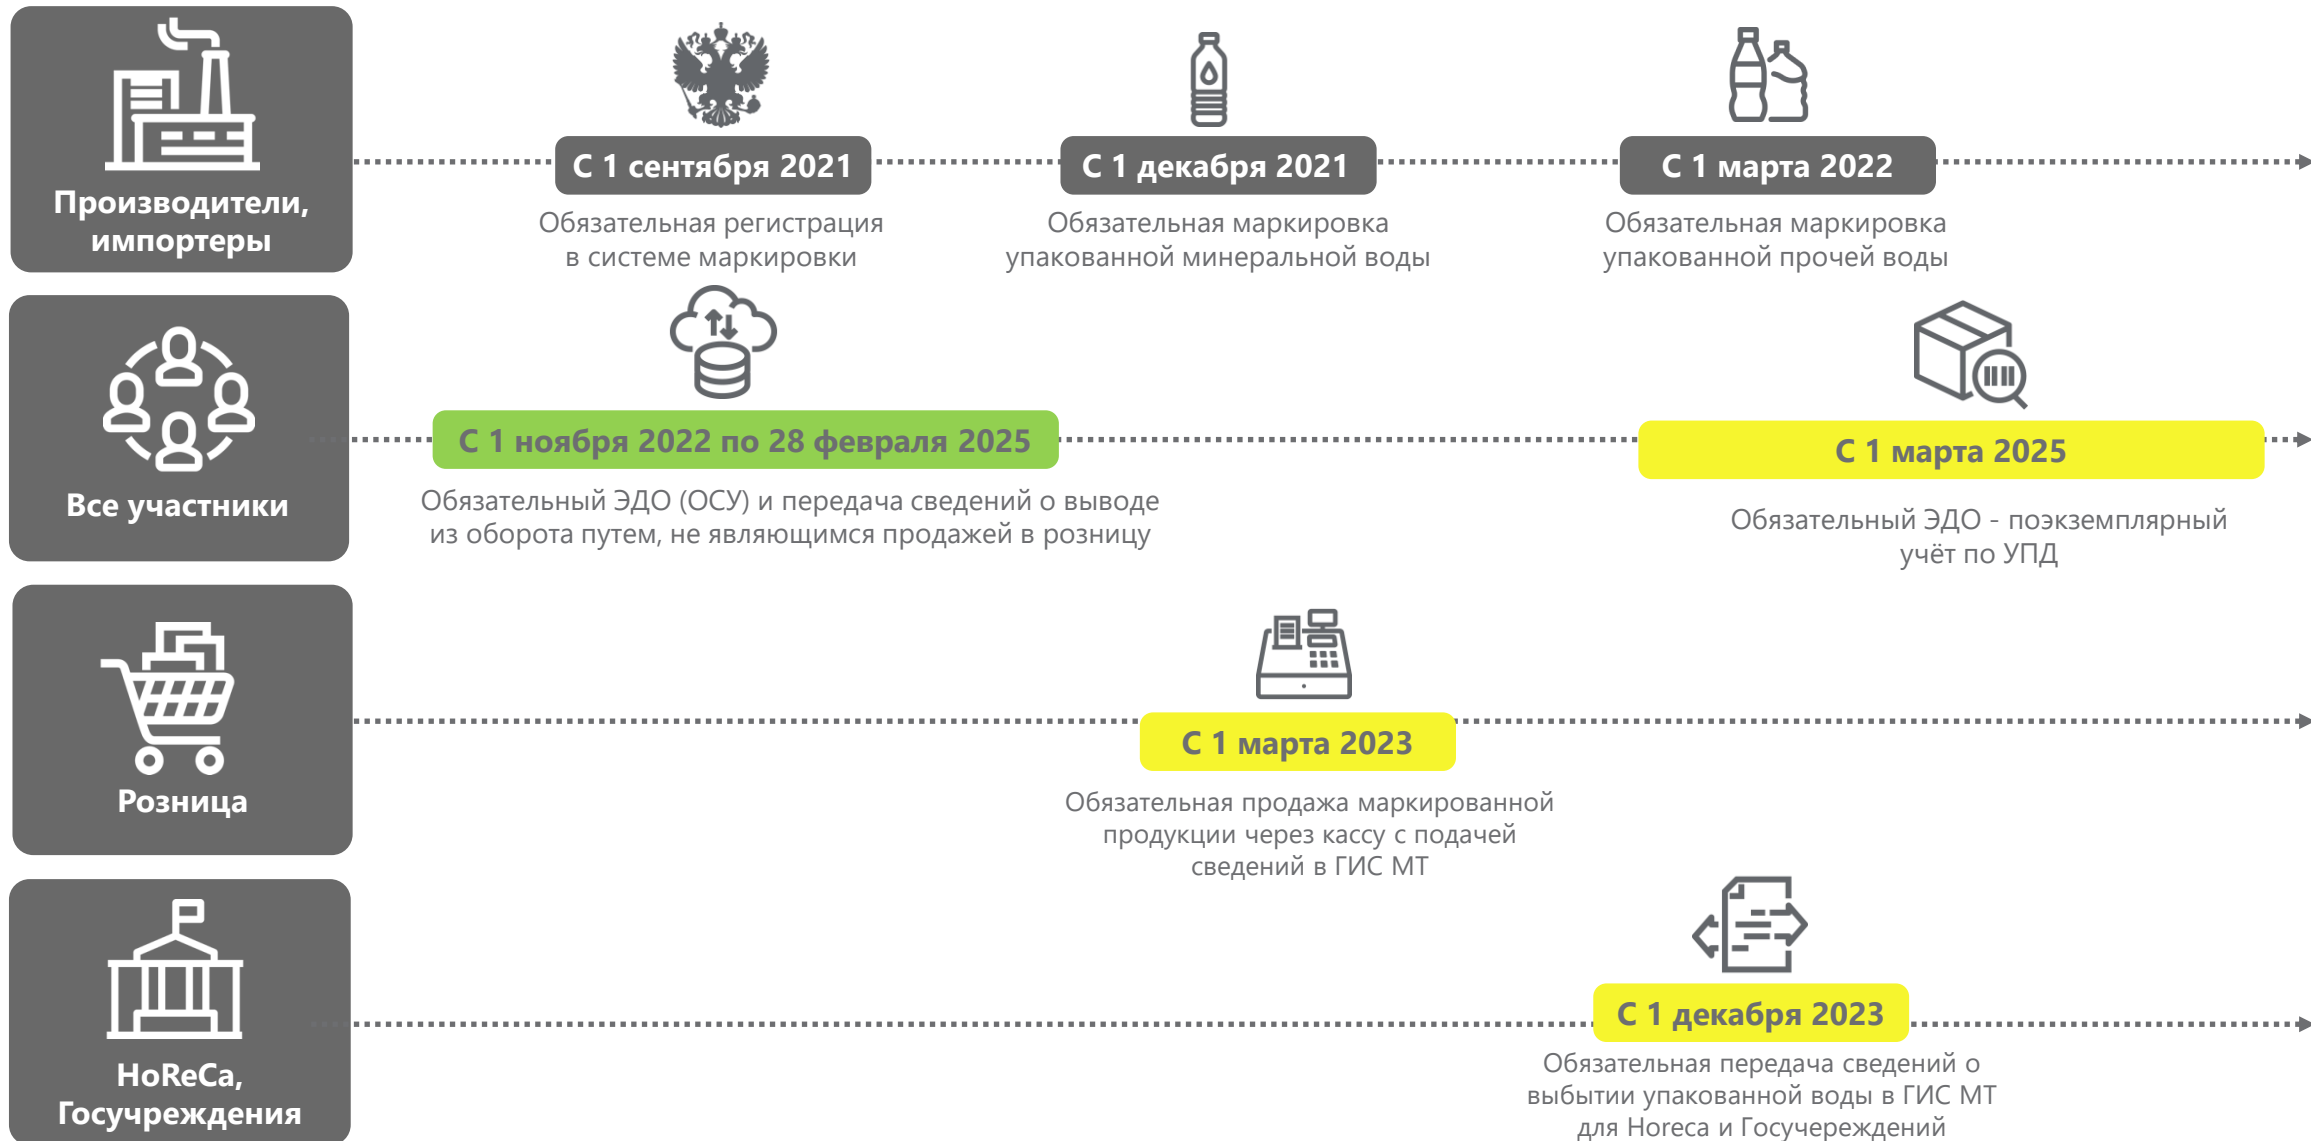 Производители,
импортеры
С 1 сентября 2021
Обязательная регистрация
в системе маркировки
С 1 декабря 2021
Обязательная маркировка
упакованной минеральной воды
С 1 марта 2022
Обязательная маркировка
упакованной прочей воды
Все участники
С 1 ноября 2022 по 28 февраля 2025
Обязательный ЭДО (ОСУ) и передача сведений о выводе
из оборота путем, не являющимся продажей в розницу
С 1 марта 2025
Обязательный ЭДО - поэкземплярный
учёт по УПД
Розница
С 1 марта 2023
Обязательная продажа маркированной
продукции через кассу с подачей
сведений в ГИС МТ
HoReCa,
Госучреждения
С 1 декабря 2023
Обязательная передача сведений о
выбытии упакованной воды в ГИС МТ
для Horeca и Госучереждений